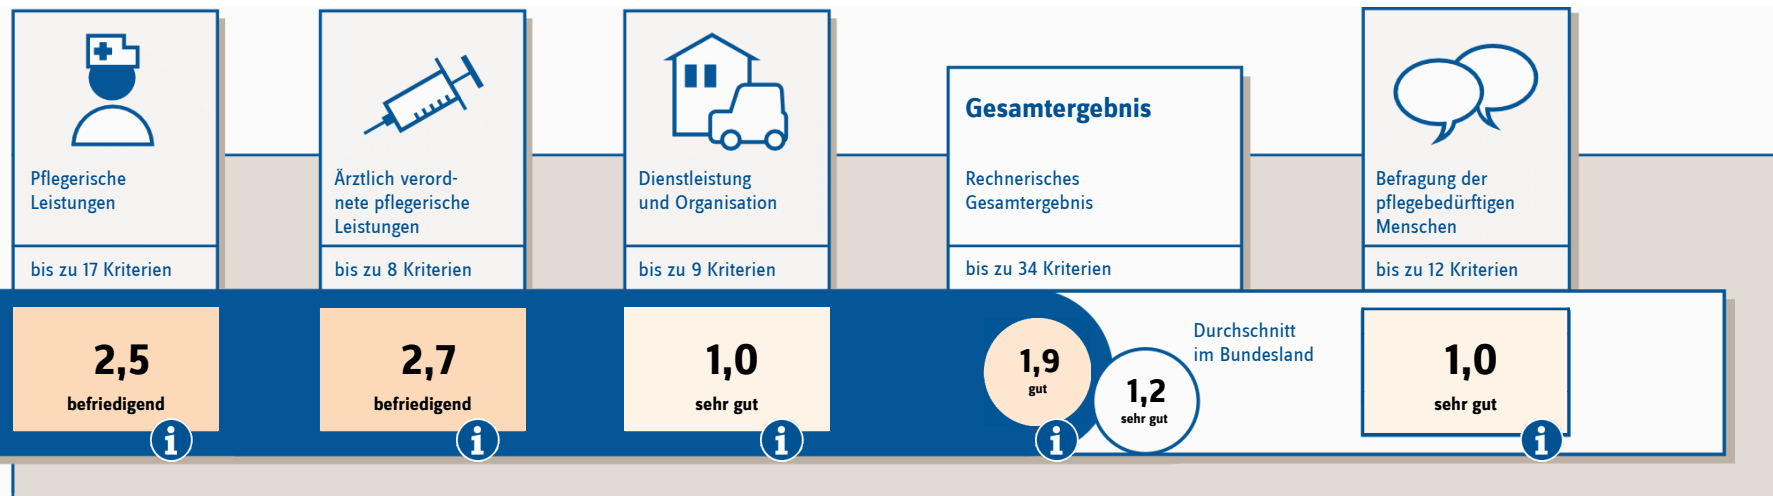 Pflegerische
Leistungen
bis zu 17 Kriterien
2,5
befriedigend
i
Ärztlich verord-
nete pflegerische
Leistungen
bis zu 8 Kriterien
2,7
befriedigend
i
Dienstleistung
und Organisation
bis zu 9 Kriterien
1,0
sehr gut
i
Gesamtergebnis
Rechnerisches
Gesamtergebnis
bis zu 34 Kriterien
1,9
gut
i
1,2
sehr gut
Durchschnitt
im Bundesland
Befragung der
pflegebedürftigen
Menschen
bis zu 12 Kriterien
1,0
sehr gut
i